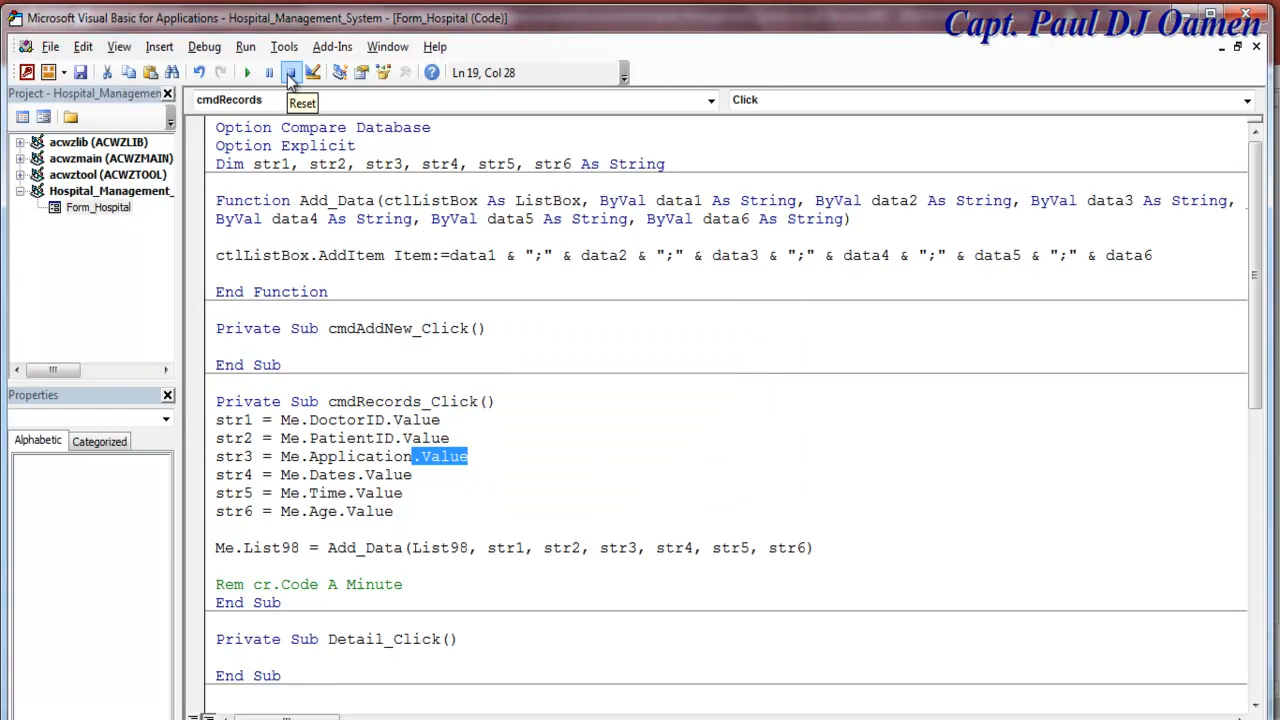 Microsoft Visual Basic for Applications - Hospital_Management_System - [Form_Hospital (Code)]
Capt. Paul DJ Oamen
File Edit View Insert Debug Run Tools Add-Ins Window Help
Ln 19, Col 28
Reset
Project - Hospital_Managemen
cmdRecords
Click
acwzlib (ACWZLIB)
acwzmain (ACWZMAIN)
acwztool (ACWZTOOL)
Hospital_Management_
Form_Hospital
Properties
Alphabetic Categorized
Option Compare Database
Option Explicit
Dim str1, str2, str3, str4, str5, str6 As String
Function Add_Data(ctlListBox As ListBox, ByVal data1 As String, ByVal data2 As String, ByVal data3 As String, _
ByVal data4 As String, ByVal data5 As String, ByVal data6 As String)
ctlListBox.AddItem Item:=data1 & ";" & data2 & ";" & data3 & ";" & data4 & ";" & data5 & ";" & data6
End Function
Private Sub cmdAddNew_Click()
End Sub
Private Sub cmdRecords_Click()
str1 = Me.DoctorID.Value
str2 = Me.PatientID.Value
str3 = Me.Application.Value
str4 = Me.Dates.Value
str5 = Me.Time.Value
str6 = Me.Age.Value
Me.List98 = Add_Data(List98, str1, str2, str3, str4, str5, str6)
Rem cr.Code A Minute
End Sub
Private Sub Detail_Click()
End Sub